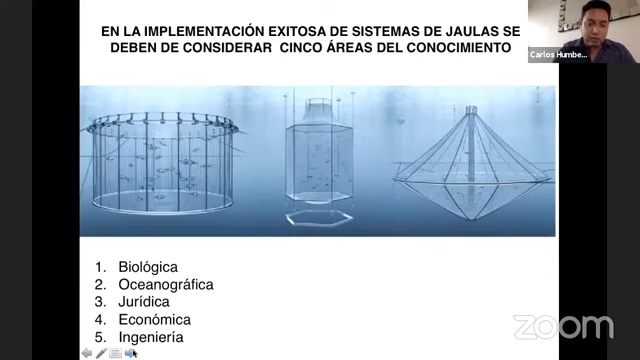 EN LA IMPLEMENTACIÓN EXITOSA DE SISTEMAS DE JAULAS SE
DEBEN DE CONSIDERAR CINCO ÁREAS DEL CONOCIMIENTO
Carlos Humbe...
1. Biológica
2. Oceanográfica
3. Jurídica
4. Económica
5. Ingeniería
zoom